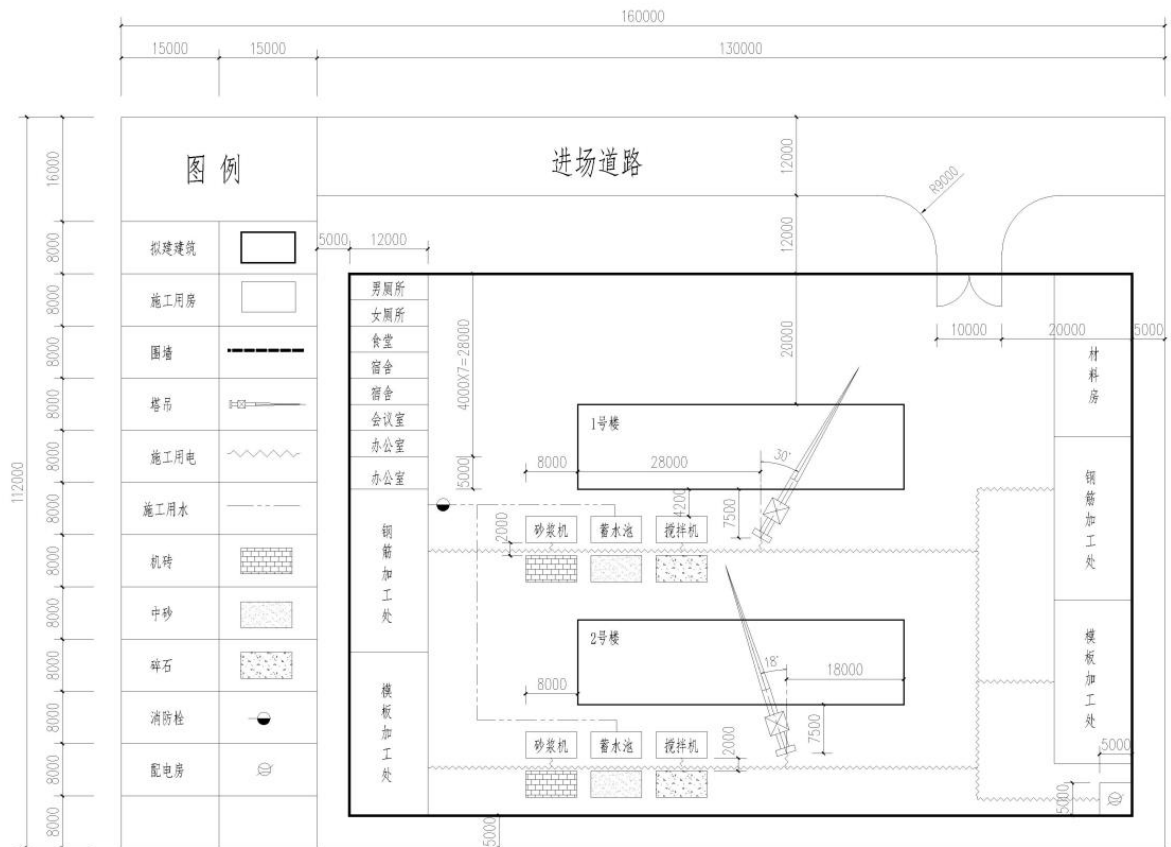 160000
15000
15000
130000
图 例
进场道路
16000
12000
R9000
12000
8000
拟建建筑
5000
12000
8000
施工用房
男厕所
女厕所
食堂
宿舍
宿舍
会议室
办公室
办公室
4000X7=28000
5000
20000
10000
20000
5000
材料房
8000
围墙
8000
塔吊
1号楼
30°
8000
28000
8000
施工用电
112000
8000
施工用水
4200
7500
钢筋加工处
钢筋加工处
2000
砂浆机
蓄水池
搅拌机
8000
机砖
8000
中砂
2号楼
18°
18000
8000
碎石
8000
模板加工处
模板加工处
8000
消防栓
7500
砂浆机
蓄水池
搅拌机
2000
5000
8000
配电房
5000
8000
5000